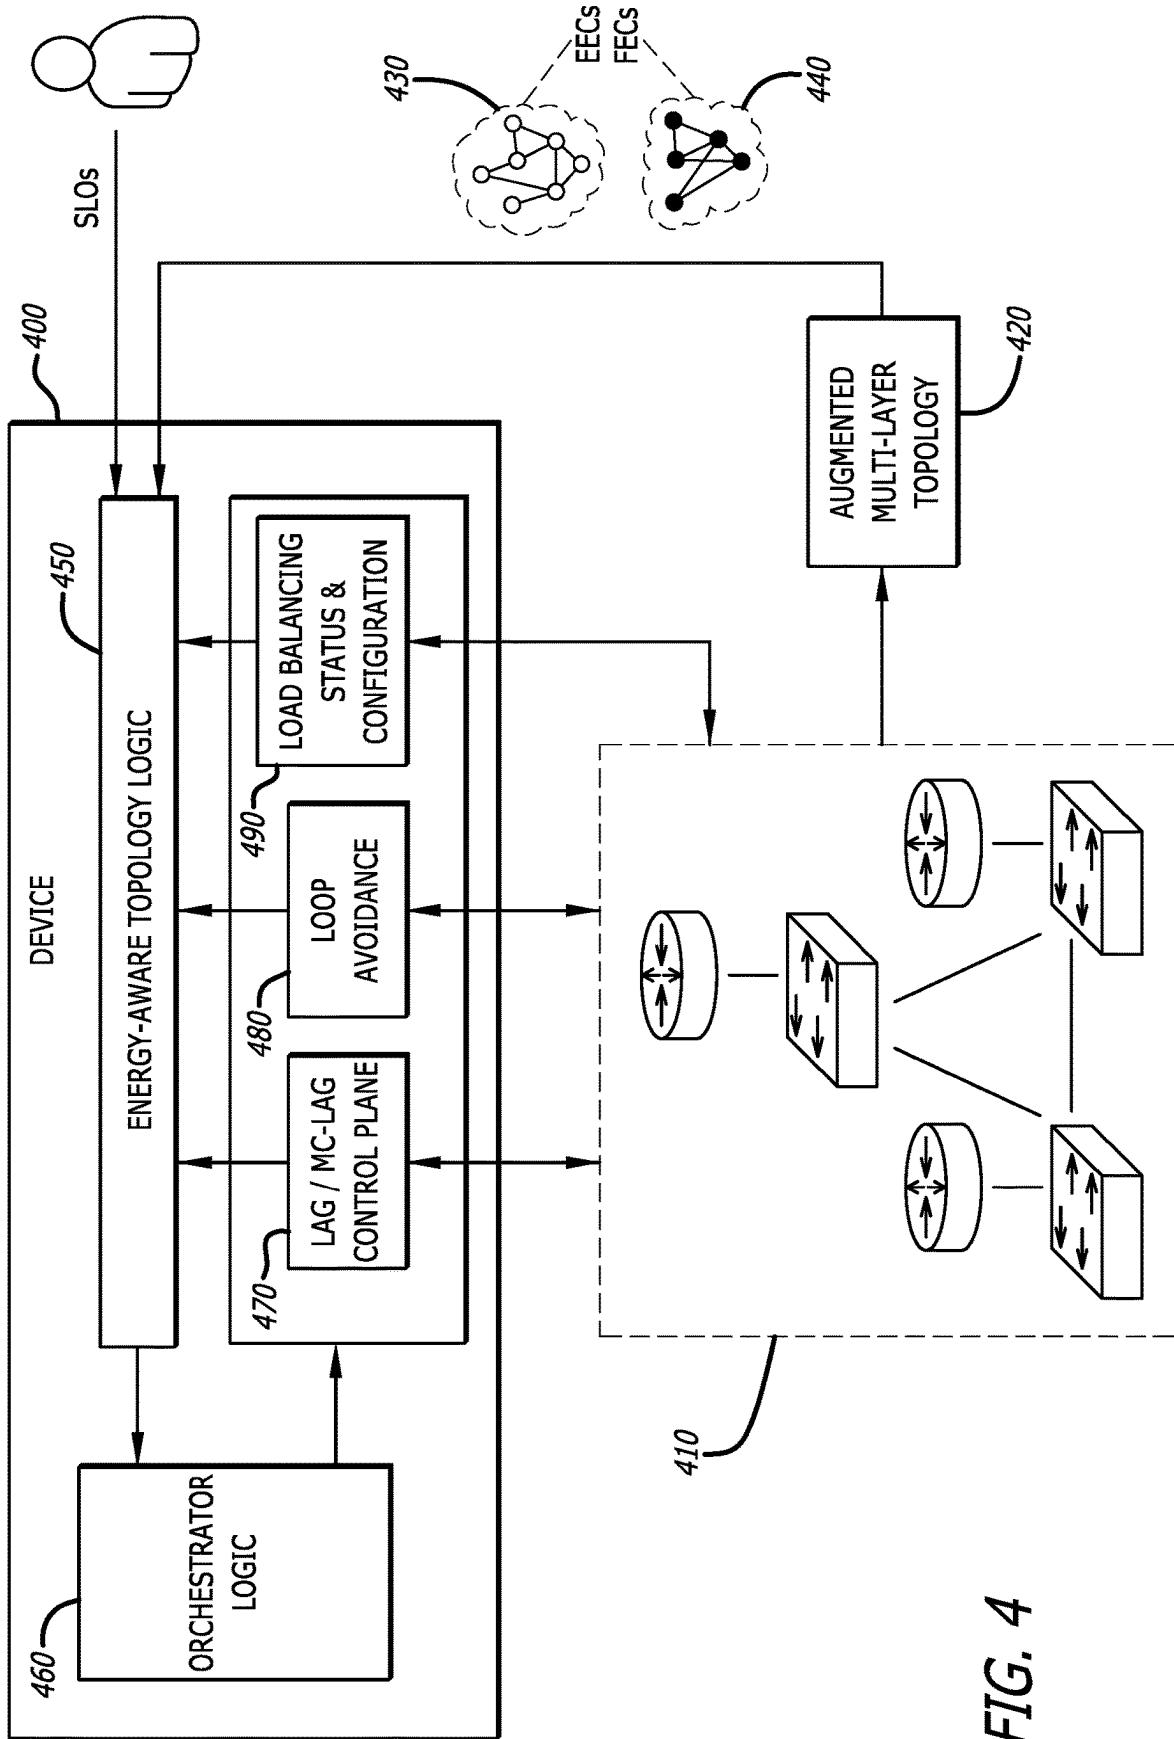 DEVICE
400
SLOs
460
ORCHESTRATOR
LOGIC
ENERGY-AWARE TOPOLOGY LOGIC
450
470
LAG / MC-LAG
CONTROL PLANE
480
LOOP
AVOIDANCE
490
LOAD BALANCING
STATUS &
CONFIGURATION
430
EECs
FECs
440
410
AUGMENTED
MULTI-LAYER
TOPOLOGY
420
FIG. 4